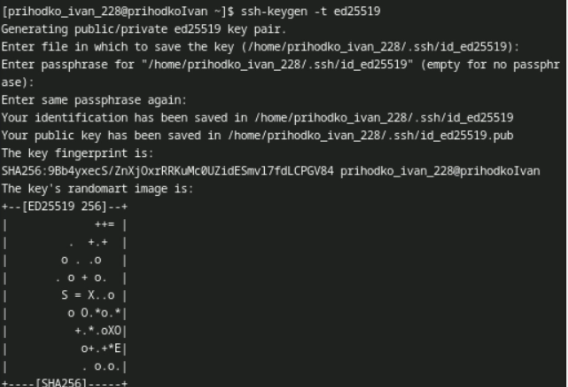 [prihodko_ivan_228@prihodkoIvan ~]$ ssh-keygen -t ed25519
Generating public/private ed25519 key pair.
Enter file in which to save the key (/home/prihodko_ivan_228/.ssh/id_ed25519):
Enter passphrase for "/home/prihodko_ivan_228/.ssh/id_ed25519" (empty for no passphr
ase):
Enter same passphrase again:
Your identification has been saved in /home/prihodko_ivan_228/.ssh/id_ed25519
Your public key has been saved in /home/prihodko_ivan_228/.ssh/id_ed25519.pub
The key fingerprint is:
SHA256:9Bb4yxecS/ZnXjOxrRRKuMc0UZidESmvl7fdLCPGV84 prihodko_ivan_228@prihodkoIvan
The key's randomart image is:
+--[ED25519 256]--+
|             ++= |
|         .  +.+  |
|        o . .o   |
|       . o + o.  |
|        S = X..o |
|         o O.*o.*|
|          +.*.oXO|
|           o+.+*E|
|           . o.o.|
+----[SHA256]-----+